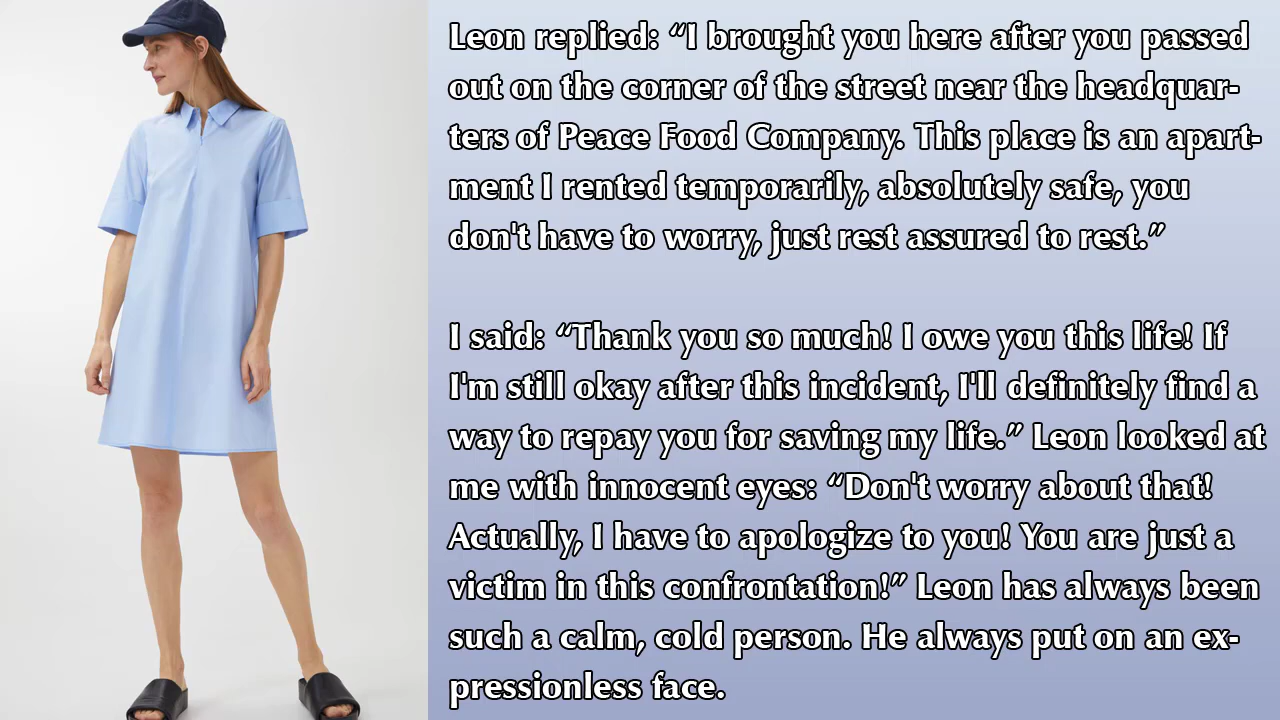 Leon replied: “I brought you here after you passed
out on the corner of the street near the headquar-
ters of Peace Food Company. This place is an apart-
ment I rented temporarily, absolutely safe, you
don't have to worry, just rest assured to rest.”
I said: “Thank you so much! I owe you this life! If
I'm still okay after this incident, I'll definitely find a
way to repay you for saving my life.” Leon looked at
me with innocent eyes: “Don't worry about that!
Actually, I have to apologize to you! You are just a
victim in this confrontation!” Leon has always been
such a calm, cold person. He always put on an ex-
pressionless face.